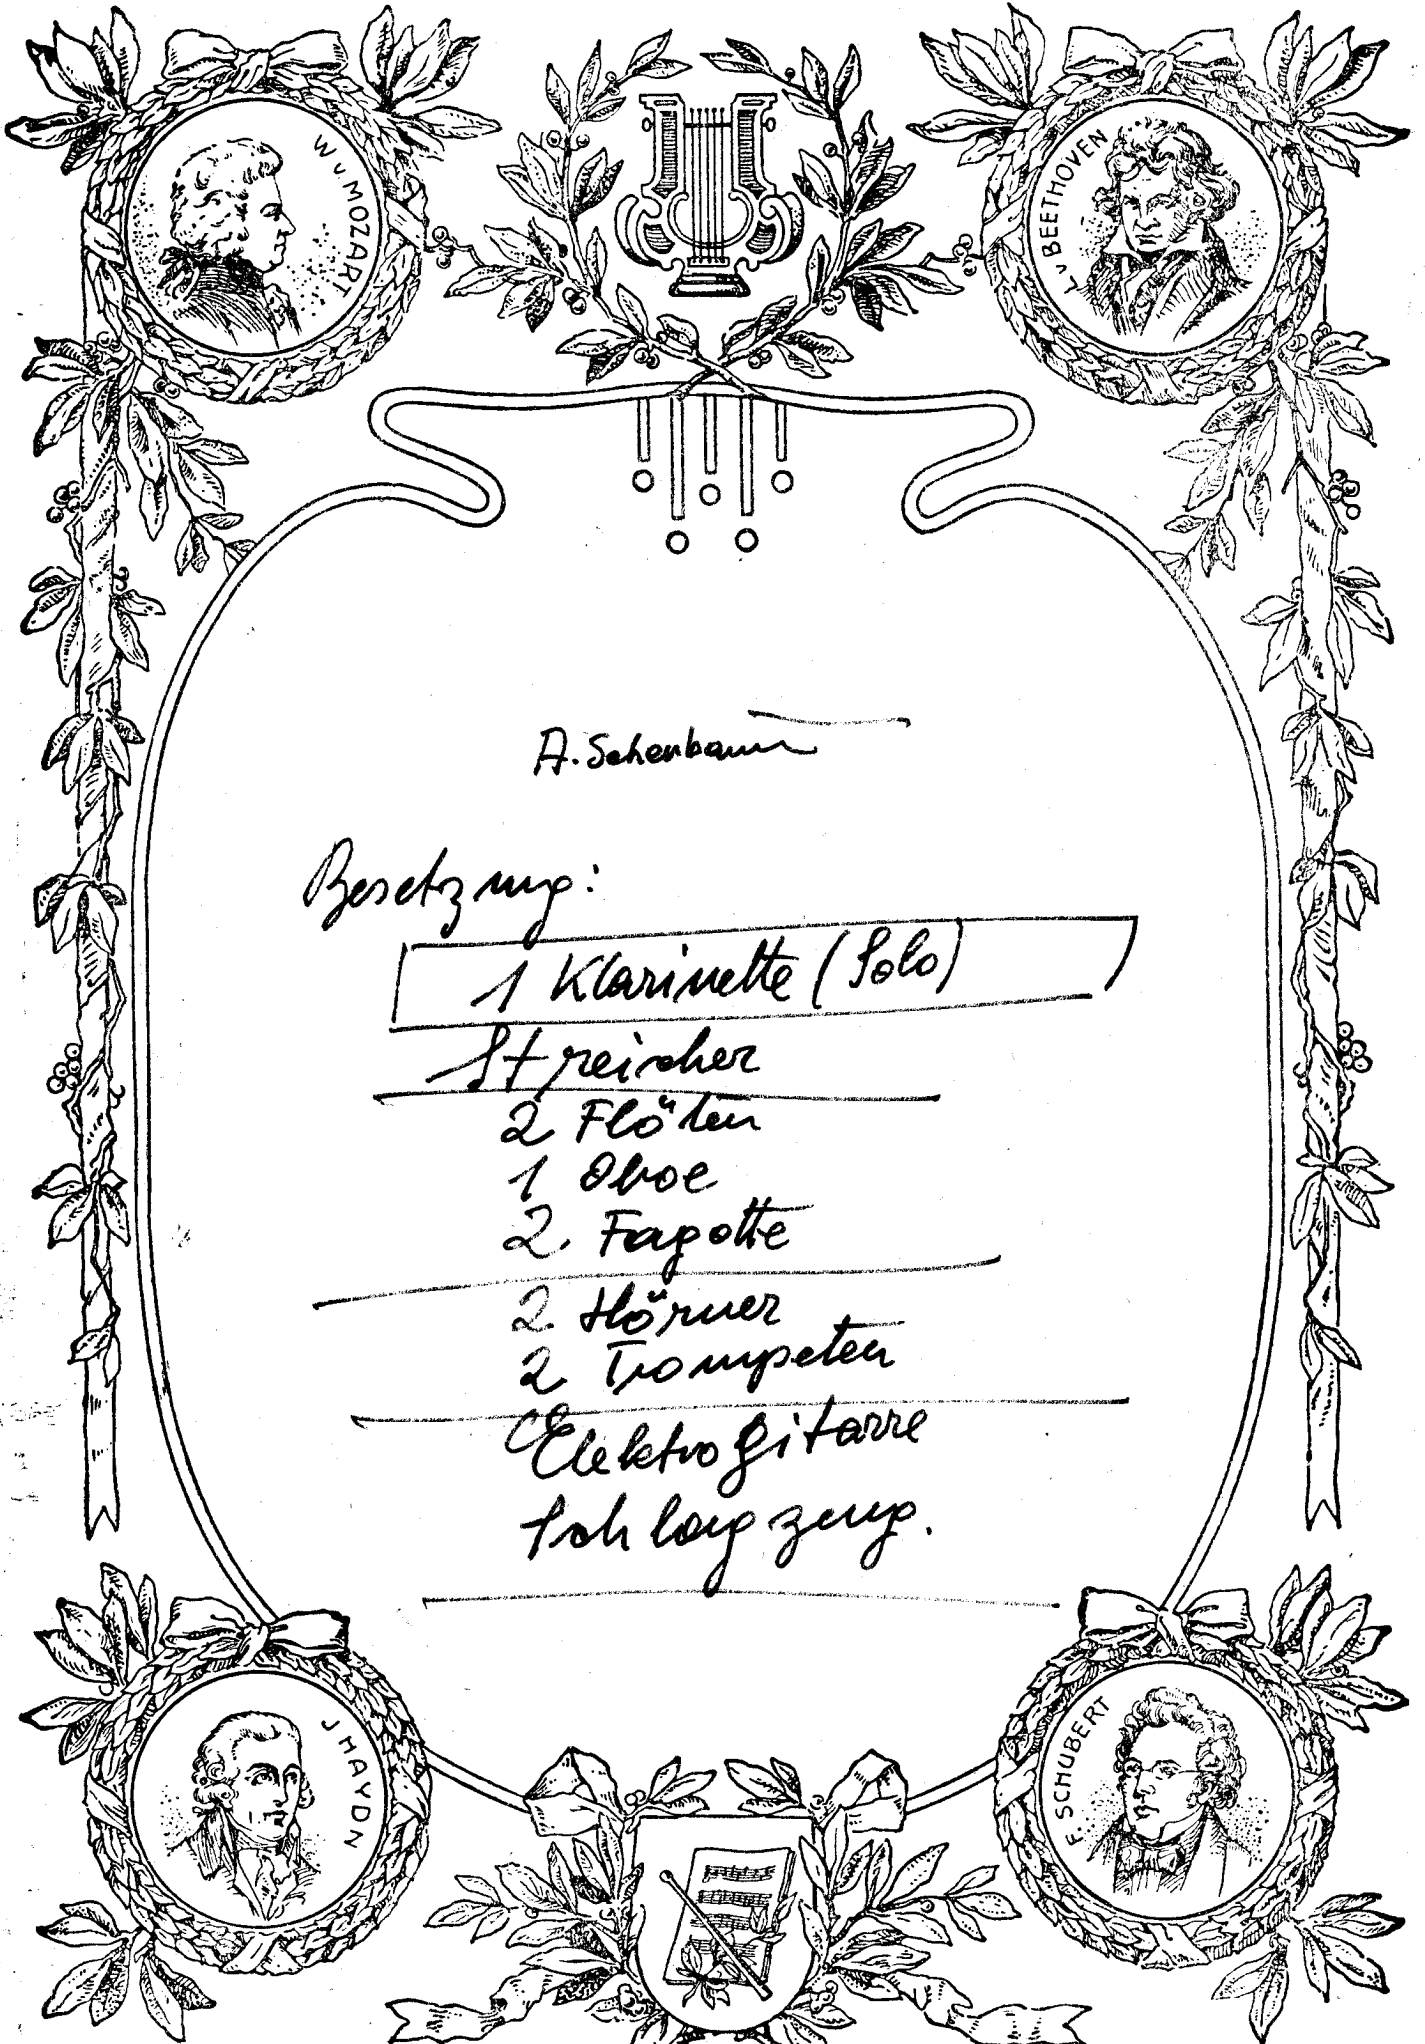 W v MOZART
L v BEETHOVEN
A. Schenbaum
Besetzung:
1 Klarinette (Solo)
Streicher
2 Flöten
1 Oboe
2. Fagotte
2. Hörner
2 Trompeten
Elektrogitarre
Schlagzeug.
J HAYDN
F. SCHUBERT